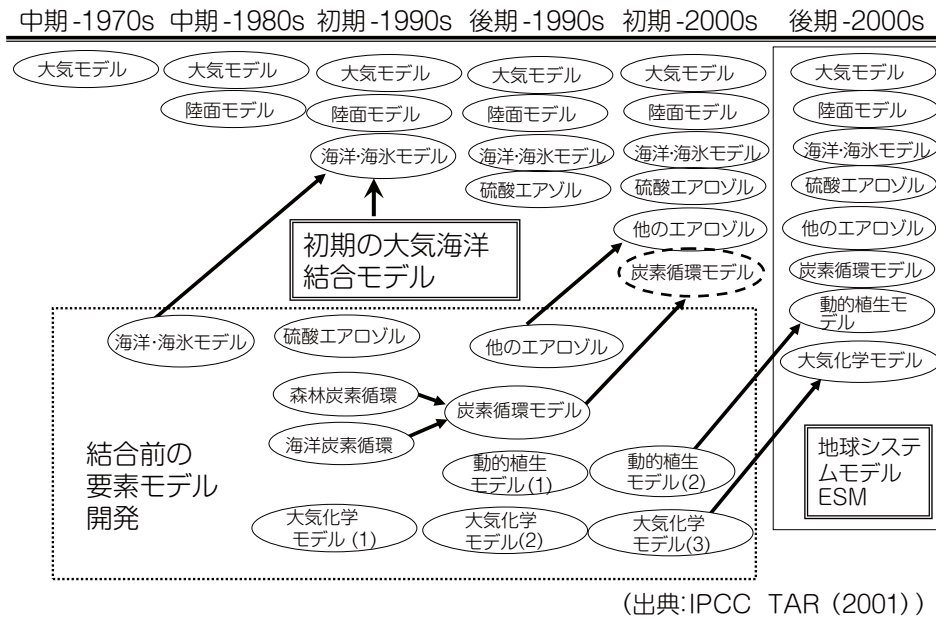 中期-1970s 中期-1980s 初期-1990s 後期-1990s 初期-2000s 後期-2000s
大気モデル 大気モデル 大気モデル 大気モデル 大気モデル 大気モデル
陸面モデル 陸面モデル 陸面モデル 陸面モデル 陸面モデル
海洋・海氷モデル 海洋・海氷モデル 海洋・海氷モデル 海洋・海氷モデル
硫酸エアゾル 硫酸エアロゾル 硫酸エアロゾル
初期の大気海洋
結合モデル
他のエアロゾル 他のエアロゾル
炭素循環モデル 炭素循環モデル
動的植生モ
デル
海洋・海氷モデル 硫酸エアロゾル 他のエアロゾル
大気化学モデル
森林炭素循環
炭素循環モデル
海洋炭素循環
結合前の
要素モデル
開発
動的植生
モデル(1)
動的植生
モデル(2)
地球システ
ムモデル
ESM
大気化学
モデル(1)
大気化学
モデル(2)
大気化学
モデル(3)
(出典:IPCC TAR (2001))